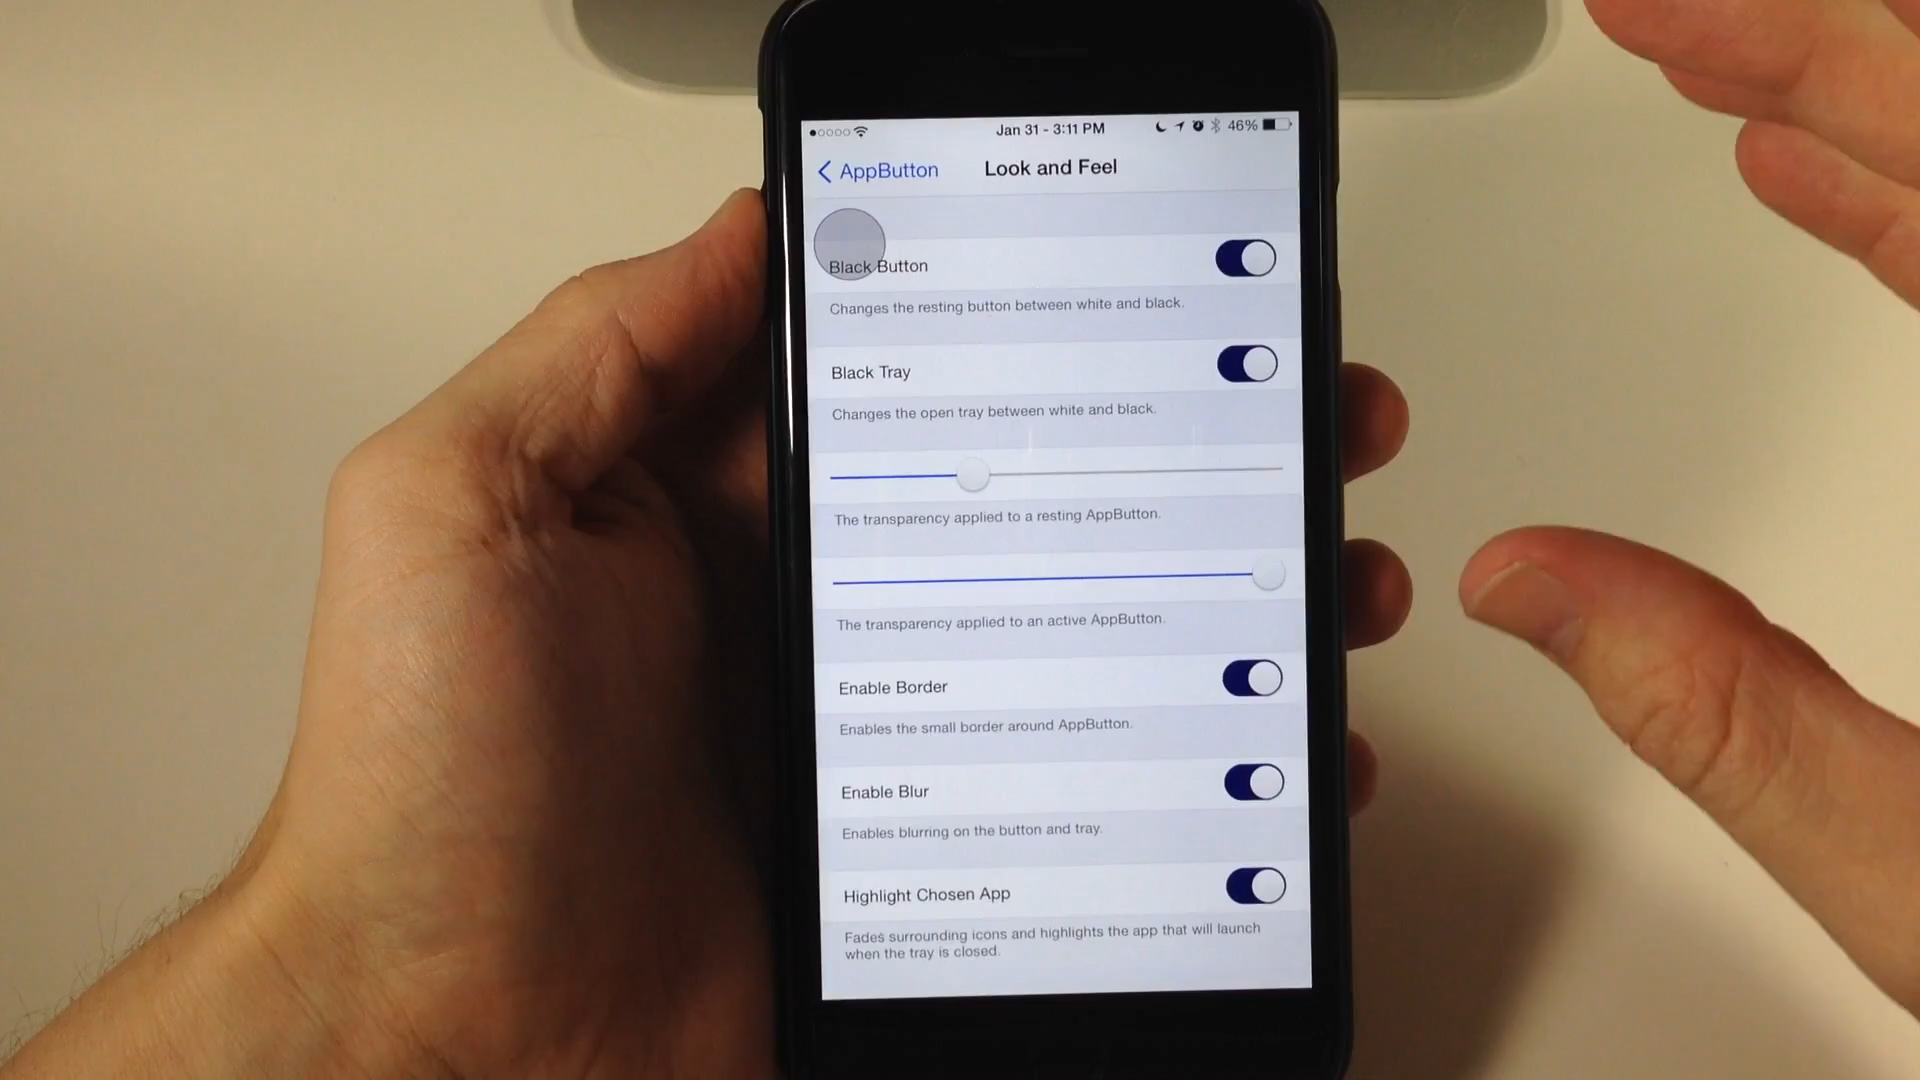 Jan 31 - 3:11 PM
46%
AppButton
Look and Feel
Black Button
Changes the resting button between white and black.
Black Tray
Changes the open tray between white and black.
The transparency applied to a resting AppButton.
The transparency applied to an active AppButton.
Enable Border
Enables the small border around AppButton.
Enable Blur
Enables blurring on the button and tray.
Highlight Chosen App
Fades surrounding icons and highlights the app that will launch
when the tray is closed.